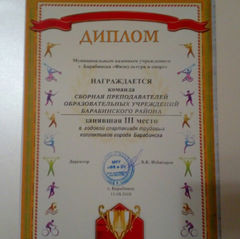 ДИПЛОМ
Муниципальное казенное учреждение
г. Барабинска «Физкультура и спорт»
НАГРАЖДАЕТСЯ
команда
СБОРНАЯ ПРЕПОДАВАТЕЛЕЙ
ОБРАЗОВАТЕЛЬНЫХ УЧРЕЖДЕНИЙ
БАРАБИНСКОГО РАЙОНА
занявшая III место
в годовой спартакиаде трудовых
коллективов города Барабинска
Директор
г. Барабинск